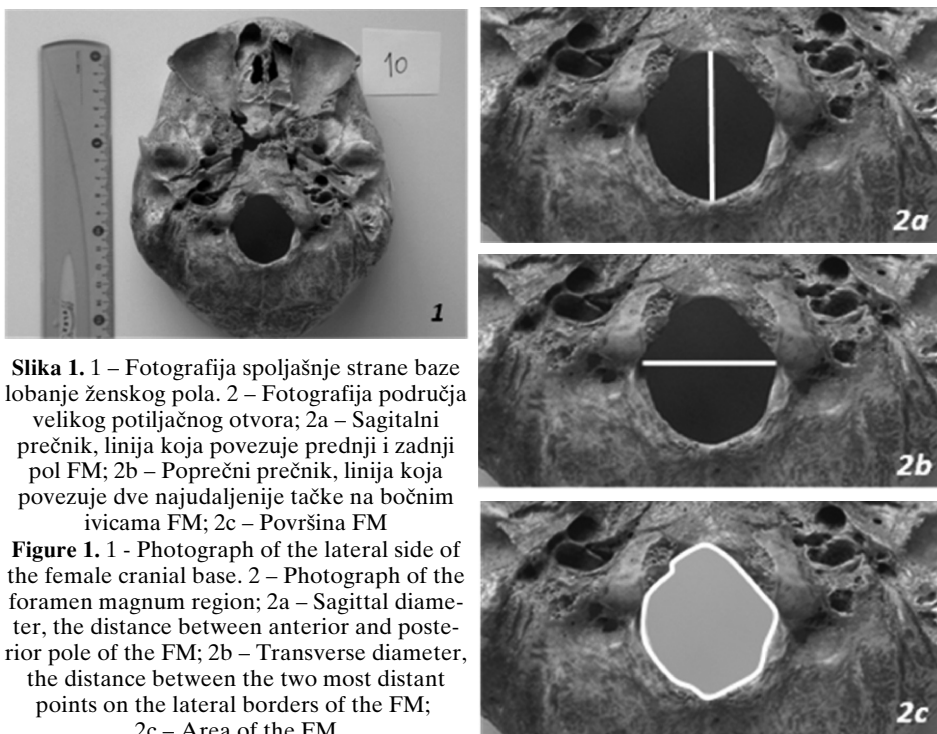 10
1
Slika 1. 1 – Fotografija spoljašnje strane baze
lobanje ženskog pola. 2 – Fotografija područja
velikog potiljačnog otvora; 2a – Sagitalni
prečnik, linija koja povezuje prednji i zadnji
pol FM; 2b – Poprečni prečnik, linija koja
povezuje dve najudaljenije tačke na bočnim
ivicama FM; 2c – Površina FM
Figure 1. 1 - Photograph of the lateral side of
the female cranial base. 2 – Photograph of the
foramen magnum region; 2a – Sagittal diame-
ter, the distance between anterior and poste-
rior pole of the FM; 2b – Transverse diameter,
the distance between the two most distant
points on the lateral borders of the FM;
2c – Area of the FM
2a
2b
2c